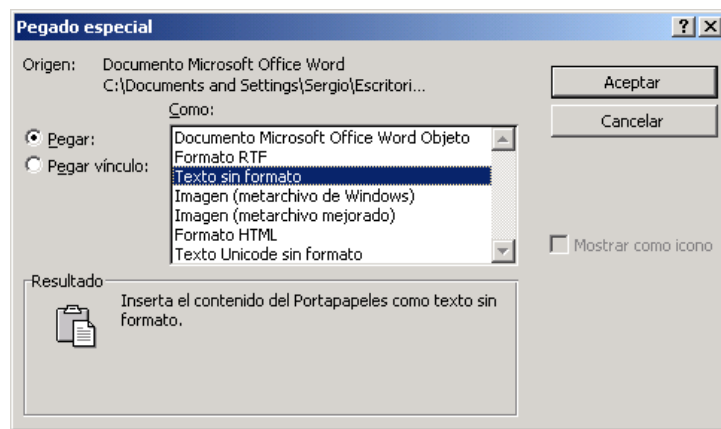 Pegado especial
Origen: Documento Microsoft Office Word
C:\Documents and Settings\Sergio\Escritori...
Como:
Pegar:
Pegar vínculo:
Documento Microsoft Office Word Objeto
Formato RTF
Texto sin formato
Imagen (metarchivo de Windows)
Imagen (metarchivo mejorado)
Formato HTML
Texto Unicode sin formato
Aceptar
Cancelar
Mostrar como icono
Resultado
Inserta el contenido del Portapapeles como texto sin
formato.